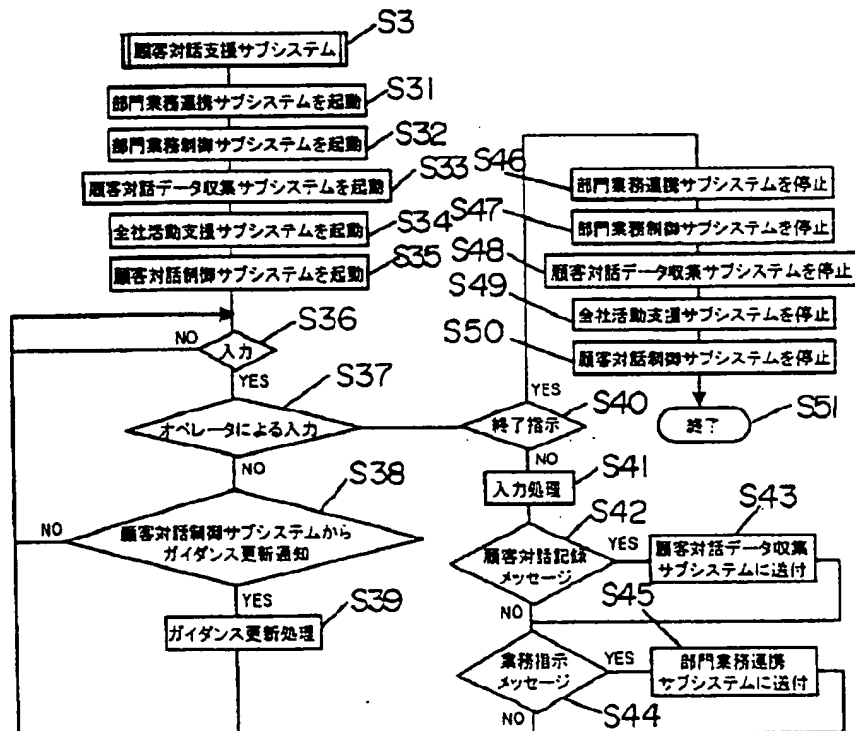 S3
顧客対話支援サブシステム
S31
部門業務連携サブシステムを起動
S32
部門業務制御サブシステムを起動
S33
顧客対話データ収集サブシステムを起動
S34
全社活動支援サブシステムを起動
S35
顧客対話制御サブシステムを起動
S36
NO
入力
YES
S37
オペレータによる入力
NO
S38
NO
顧客対話制御サブシステムから
ガイダンス更新通知
YES
S39
ガイダンス更新処理
YES
S40
終了指示
NO
S41
入力処理
S42
顧客対話記録
メッセージ
YES
S43
顧客対話データ収集
サブシステムに送付
NO
S45
業務指示
メッセージ
YES
部門業務連携
サブシステムに送付
NO
S44
S46
部門業務連携サブシステムを停止
S47
部門業務制御サブシステムを停止
S48
顧客対話データ収集サブシステムを停止
S49
全社活動支援サブシステムを停止
S50
顧客対話制御サブシステムを停止
S51
終了